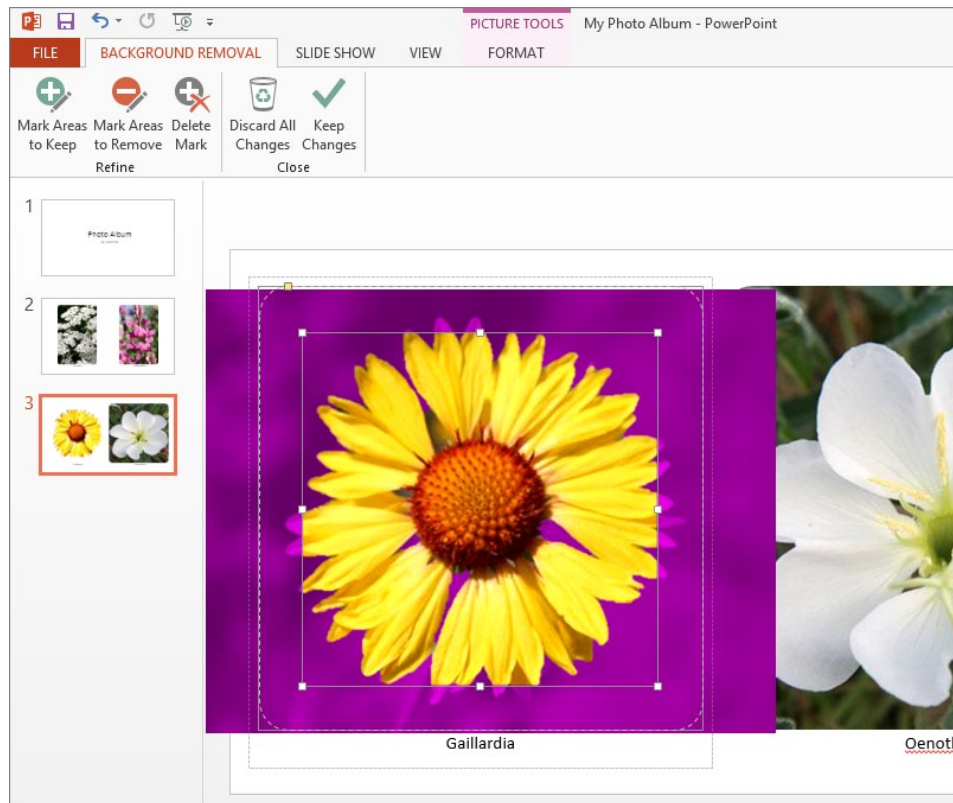 PICTURE TOOLS My Photo Album - PowerPoint
FILE BACKGROUND REMOVAL SLIDE SHOW VIEW FORMAT
Mark Areas to Keep
Mark Areas to Remove
Delete Mark
Discard All Changes
Keep Changes
Refine Close
1
Photo Album
2
3
Gaillardia